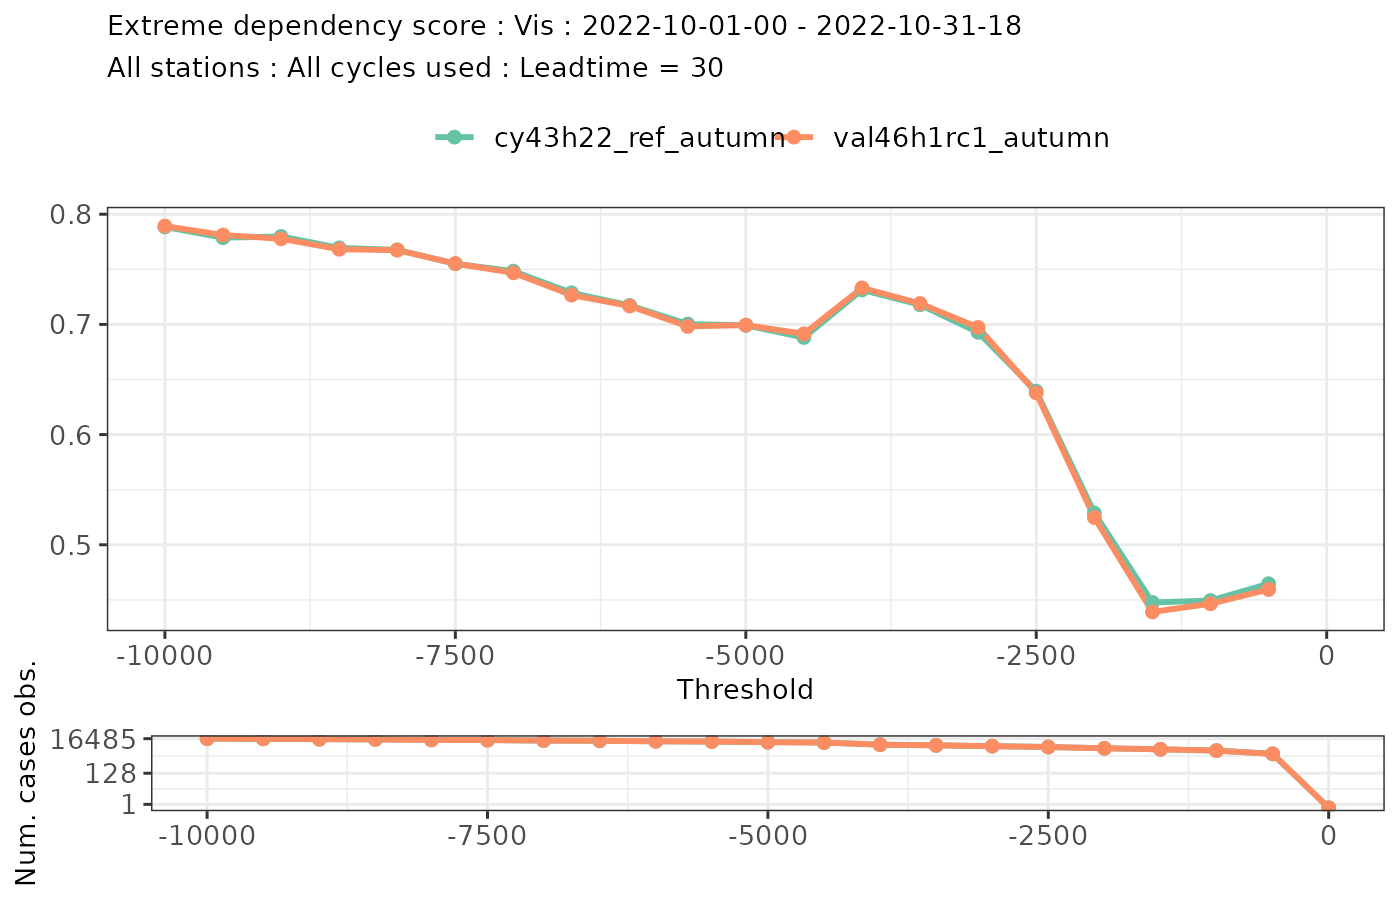 Extreme dependency score : Vis : 2022-10-01-00 - 2022-10-31-18
All stations : All cycles used : Leadtime = 30
cy43h22_ref_autumn val46h1rc1_autumn
0.8
0.7
0.6
0.5
-10000 -7500 -5000 -2500 0
Threshold
Num. cases obs.
16485
128
1
-10000 -7500 -5000 -2500 0